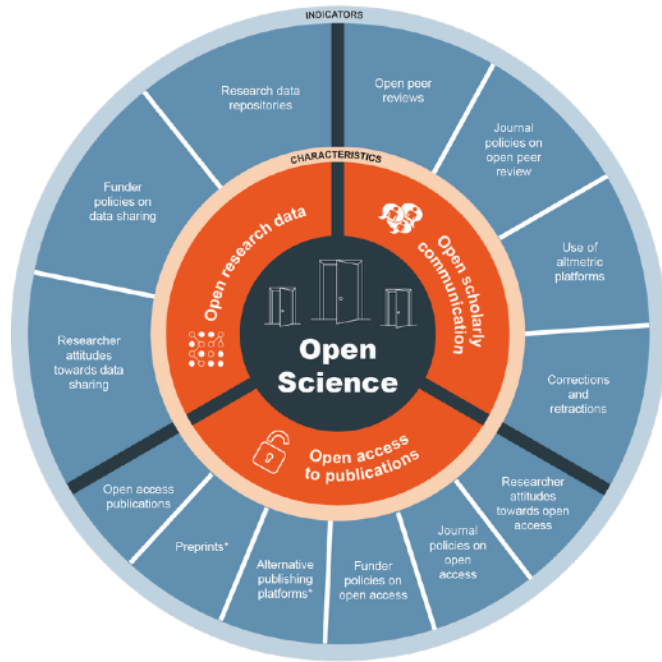 INDICATORS
Research data
repositories
Open peer
reviews
Journal
policies on
open peer
review
Funder
policies on
data sharing
Use of
altmetric
platforms
Researcher
attitudes
towards data
sharing
Corrections
and
retractions
CHARACTERISTICS
Open research data
Open scholarly
communication
Open
Science
Open access
to publications
Open access
publications
Preprints*
Alternative
publishing
platforms*
Funder
policies on
open access
Journal
policies on
open
access
Researcher
attitudes
towards open
access